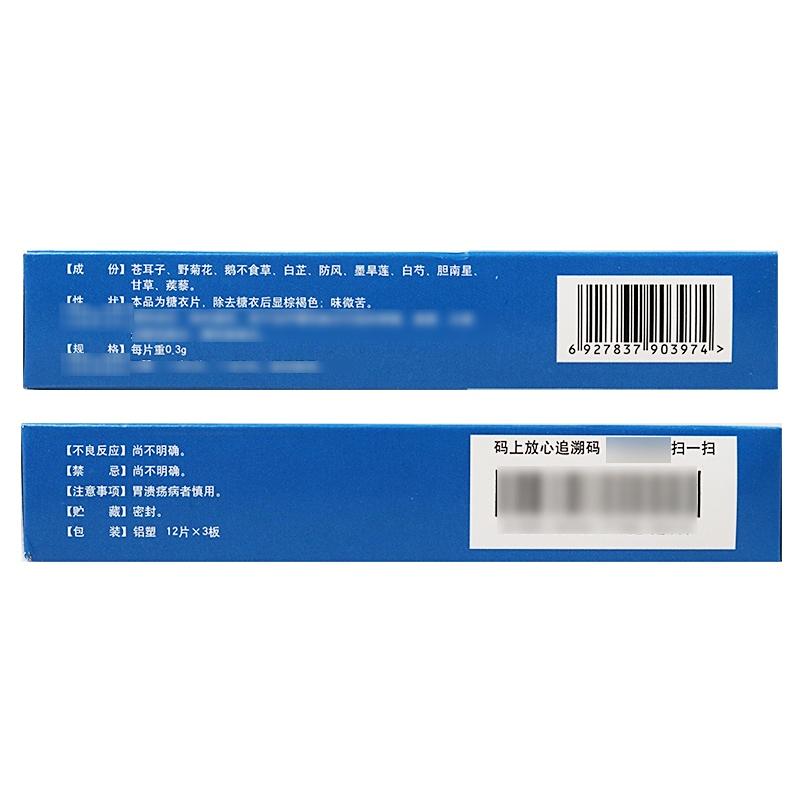 【成 份】苍耳子、野菊花、鹅不食草、白芷、防风、墨旱莲、白芍、胆南星、
甘草、蒺藜。
【性 状】本品为糖衣片，除去糖衣后显棕褐色；味微苦。
【规 格】每片重0.3g
6 927837 903974 >
【不良反应】尚不明确。
【禁 忌】尚不明确。
【注意事项】胃溃疡病者慎用。
【贮 藏】密封。
【包 装】铝塑 12片×3板
码上放心追溯码 扫一扫